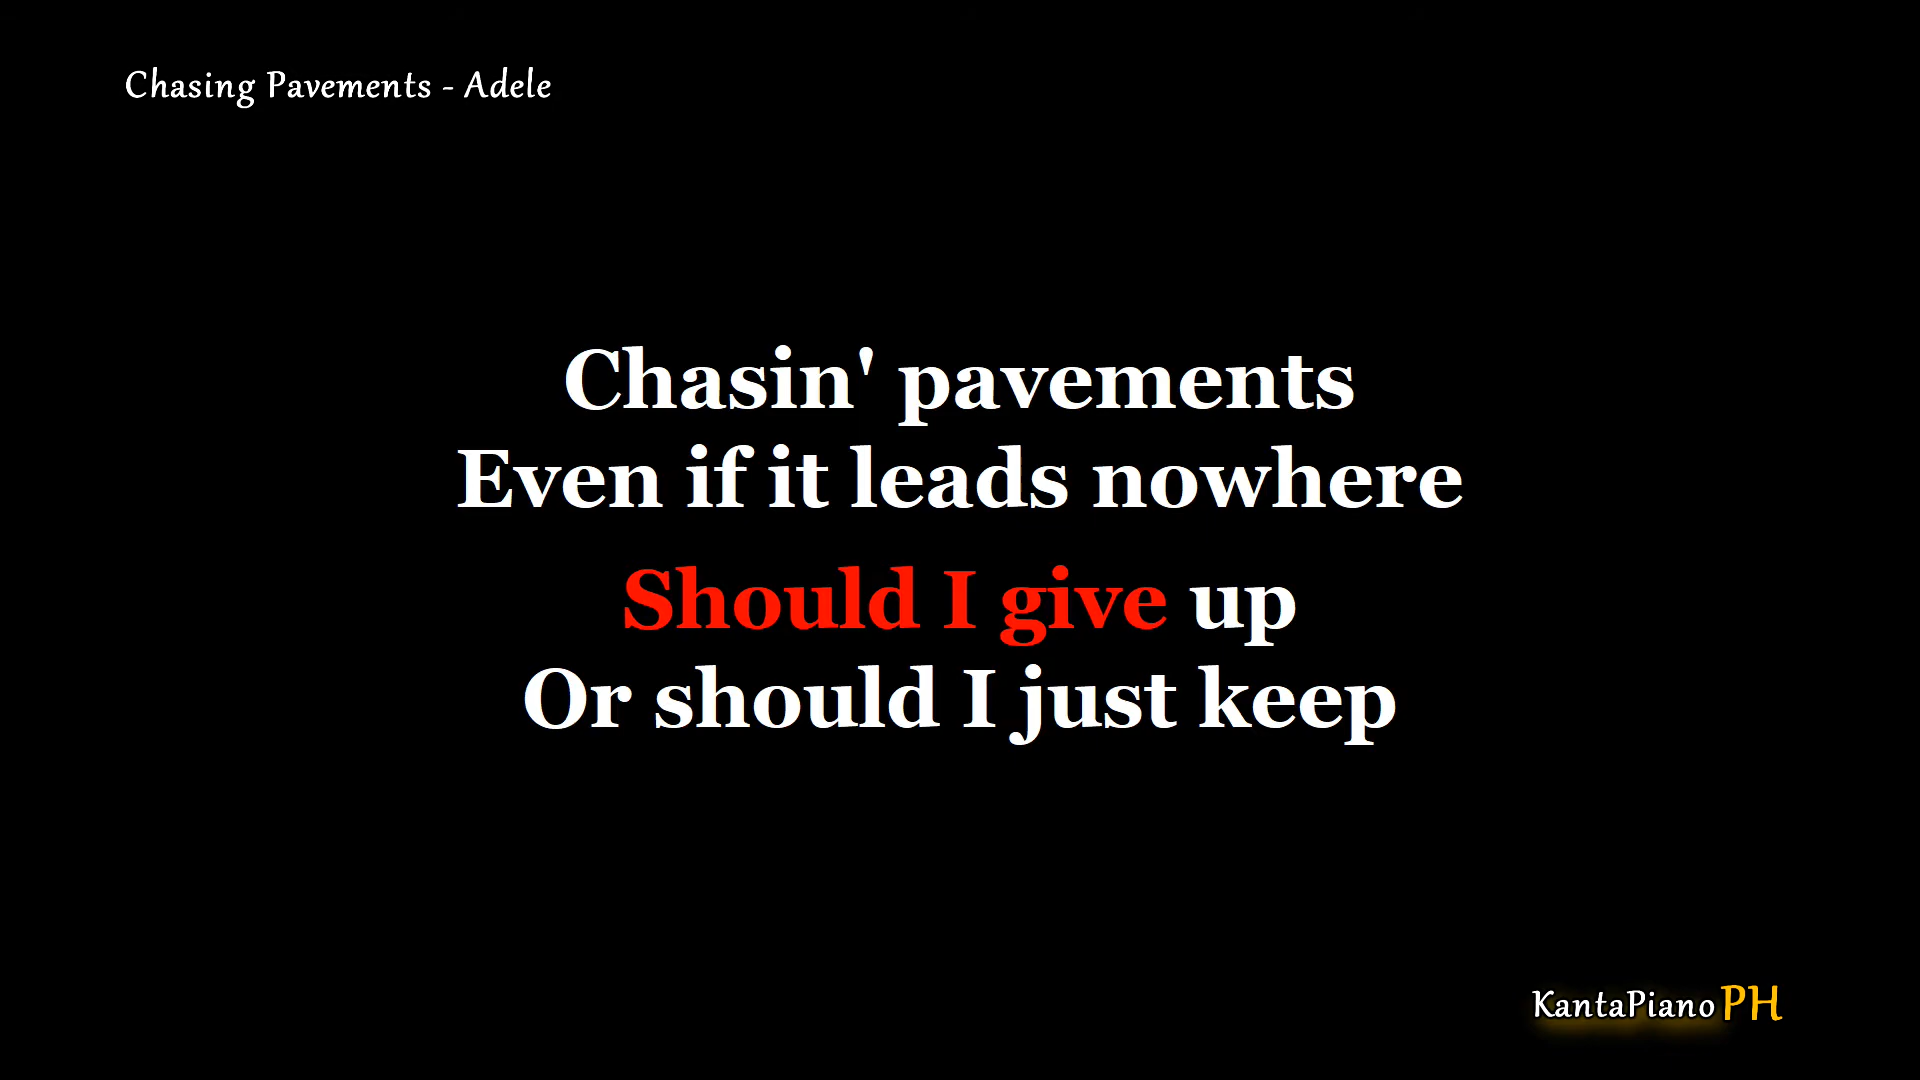 Chasing Pavements - Adele
Chasin' pavements
Even if it leads nowhere
Should I give up
Or should I just keep
KantaPiano PH